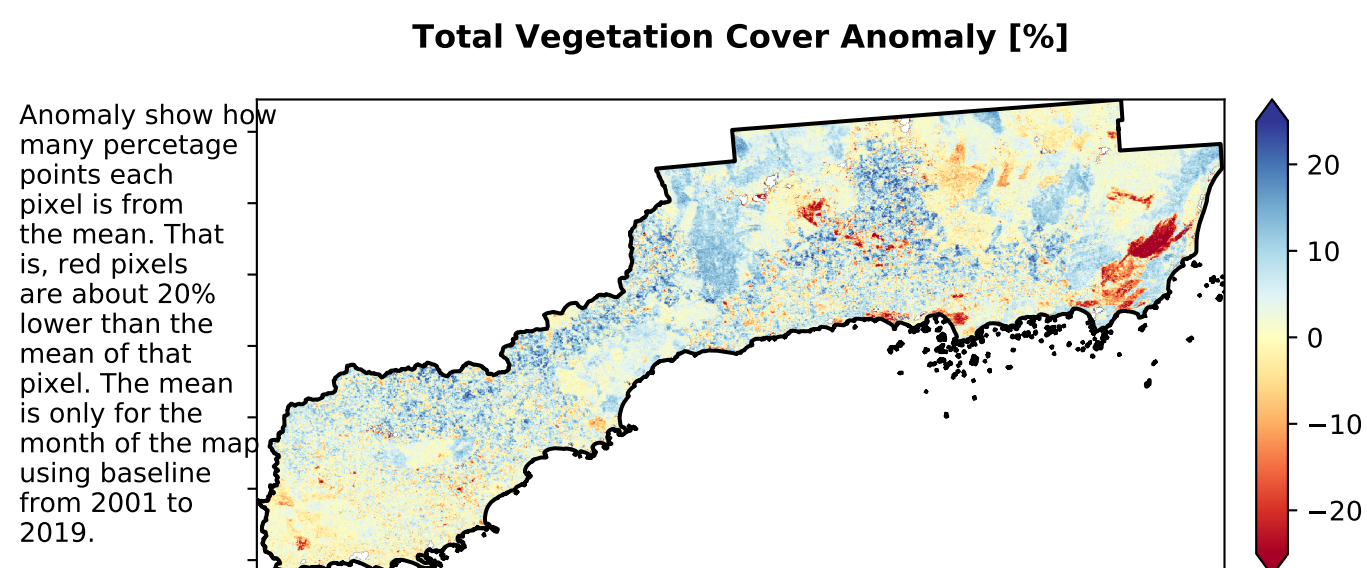 Total Vegetation Cover Anomaly [%]
Anomaly show how
many percetage
points each
pixel is from
the mean. That
is, red pixels
are about 20%
lower than the
mean of that
pixel. The mean
is only for the
month of the map
using baseline
from 2001 to
2019.
20
10
0
−10
−20